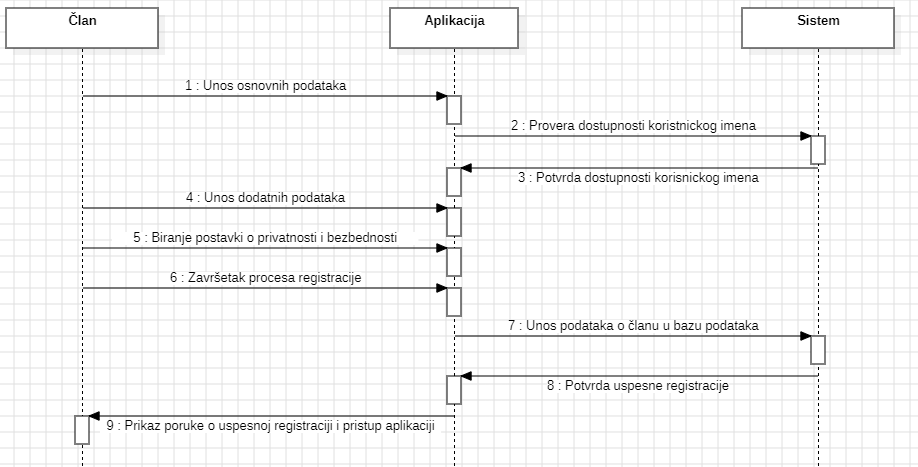 Član
Aplikacija
Sistem
1 : Unos osnovnih podataka
2 : Provera dostupnosti koristnickog imena
3 : Potvrda dostupnosti korisnickog imena
4 : Unos dodatnih podataka
5 : Biranje postavki o privatnosti i bezbednosti
6 : Završetak procesa registracije
7 : Unos podataka o članu u bazu podataka
8 : Potvrda uspesne registracije
9 : Prikaz poruke o uspesnoj registraciji i pristup aplikaciji